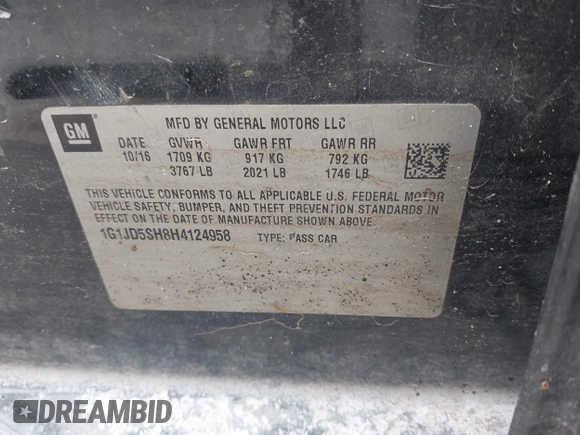 GM
MFD BY GENERAL MOTORS LLC
DATE GVWR GAWR FRT GAWR RR
10/16 1709 KG 917 KG 792 KG
3767 LB 2021 LB 1746 LB
THIS VEHICLE CONFORMS TO ALL APPLICABLE U.S. FEDERAL MOTOR
VEHICLE SAFETY, BUMPER, AND THEFT PREVENTION STANDARDS IN
EFFECT ON THE DATE OF MANUFACTURE SHOWN ABOVE.
1G1JD5SH8H4124958 TYPE: PASS CAR
DREAMBID